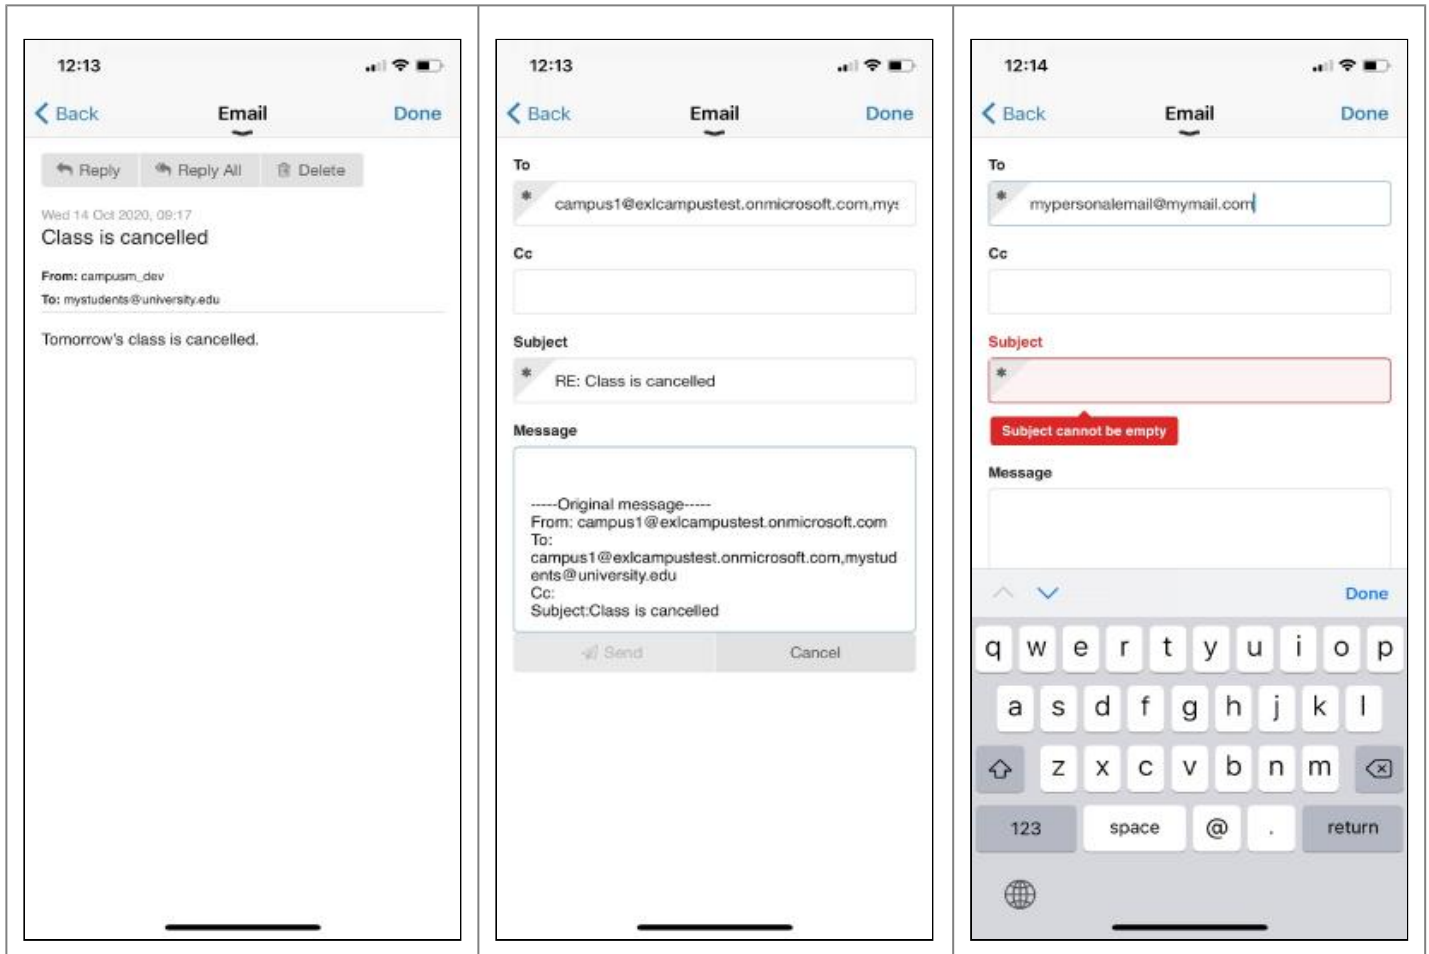 12:13
Back
Email
Done
Reply
Reply All
Delete
Wed 14 Oct 2020, 09:17
Class is cancelled
From: campusm_dev
To: mystudents@university.edu
Tomorrow's class is cancelled.
12:13
Back
Email
Done
To
* campus1@exlcampustest.onmicrosoft.com,mys
Cc
Subject
* RE: Class is cancelled
Message
-----Original message-----
From: campus1@exlcampustest.onmicrosoft.com
To:
campus1@exlcampustest.onmicrosoft.com,mystud
ents@university.edu
Cc:
Subject:Class is cancelled
Send
Cancel
12:14
Back
Email
Done
To
* mypersonalemail@mymail.com
Cc
Subject
*
Subject cannot be empty
Message
Done
q w e r t y u i o p
a s d f g h j k l
z x c v b n m
123 space @ . return